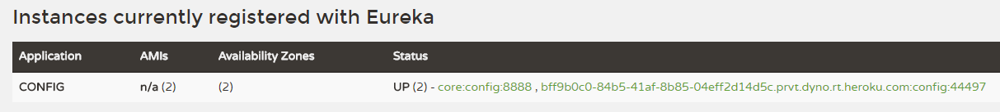 Instances currently registered with Eureka
Application AMIs Availability Zones Status
CONFIG n/a (2) (2) UP (2) - core:config:8888 , bff9b0c0-84b5-41af-8b85-04eff2d14d5c.prvt.dyno.rt.heroku.com:config:44497